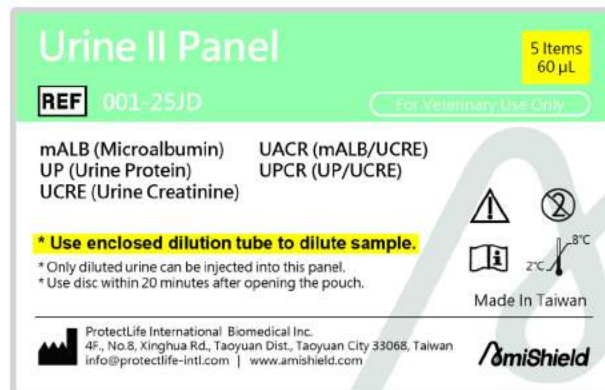 Urine II Panel
5 Items
60 µL
REF 001-25JD
For Veterinary Use Only
mALB (Microalbumin) UACR (mALB/UCRE)
UP (Urine Protein) UPCR (UP/UCRE)
UCRE (Urine Creatinine)
* Use enclosed dilution tube to dilute sample.
* Only diluted urine can be injected into this panel.
* Use disc within 20 minutes after opening the pouch.
2
i
8°C
2°C
Made In Taiwan
ProtectLife International Biomedical Inc.
4F., No.8, Xinghua Rd., Taoyuan Dist., Taoyuan City 33068, Taiwan
info@protectlife-intl.com | www.amishield.com
AmiShield